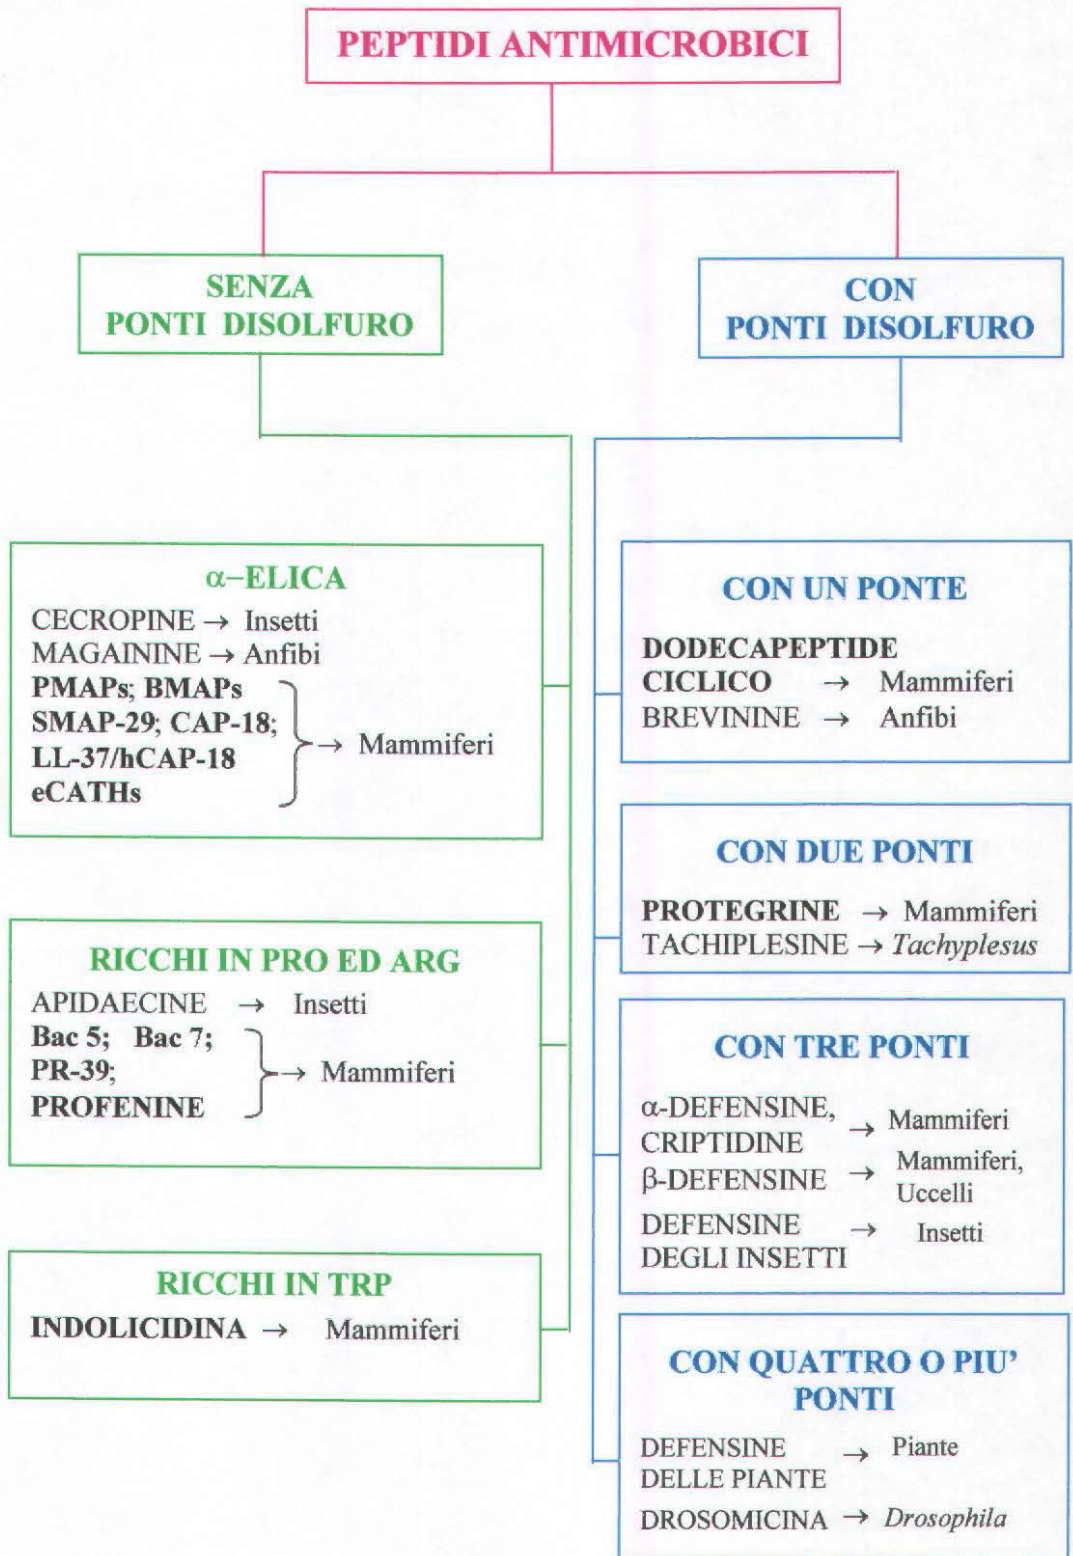 PEPTIDI ANTIMICROBICI
SENZA
PONTI DISOLFURO
CON
PONTI DISOLFURO
α–ELICA
CECROPINE → Insetti
MAGAININE → Anfibi
PMAPs; BMAPs
SMAP-29; CAP-18;
LL-37/hCAP-18
eCATHs
→ Mammiferi
RICCHI IN PRO ED ARG
APIDAECINE → Insetti
Bac 5; Bac 7;
PR-39;
PROFENINE
→ Mammiferi
RICCHI IN TRP
INDOLICIDINA → Mammiferi
CON UN PONTE
DODECAPEPTIDE
CICLICO → Mammiferi
BREVININE → Anfibi
CON DUE PONTI
PROTEGRINE → Mammiferi
TACHIPLESINE → Tachyplesus
CON TRE PONTI
α-DEFENSINE,
CRIPTIDINE → Mammiferi
β-DEFENSINE → Mammiferi,
Uccelli
DEFENSINE → Insetti
DEGLI INSETTI
CON QUATTRO O PIU'
PONTI
DEFENSINE → Piante
DELLE PIANTE
DROSOMICINA → Drosophila